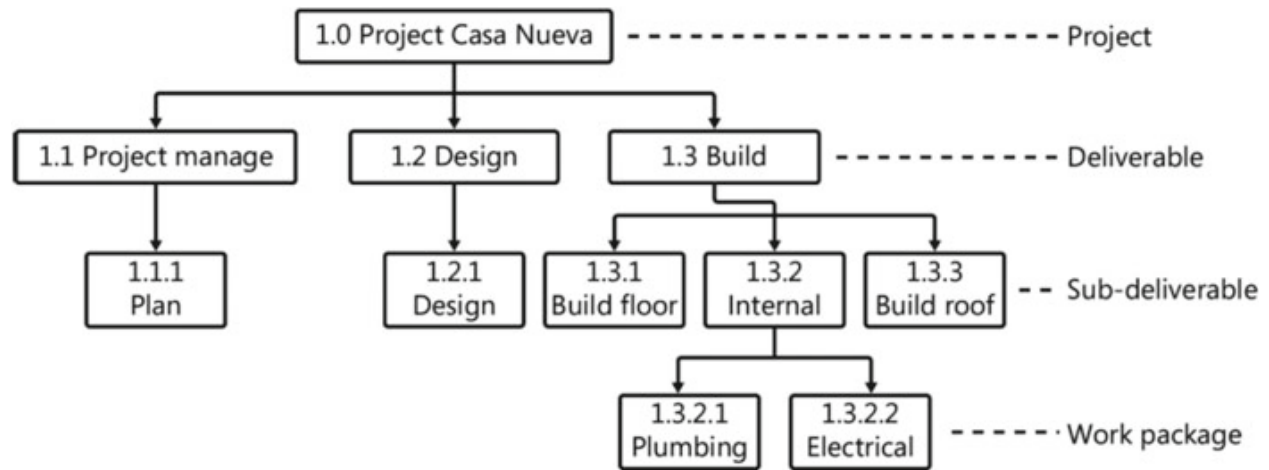 1.0 Project Casa Nueva
Project
1.1 Project manage
1.2 Design
1.3 Build
Deliverable
1.1.1
Plan
1.2.1
Design
1.3.1
Build floor
1.3.2
Internal
1.3.3
Build roof
Sub-deliverable
1.3.2.1
Plumbing
1.3.2.2
Electrical
Work package